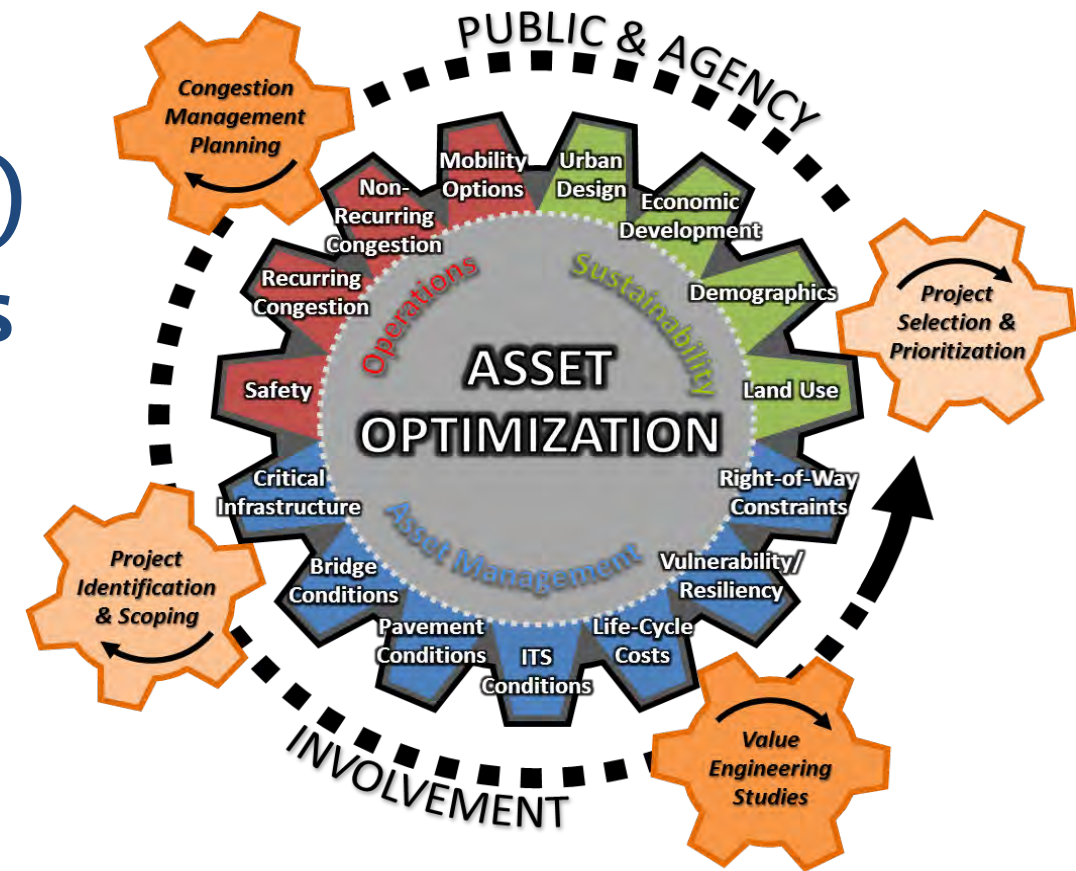 PUBLIC & AGENCY
Congestion
Management
Planning
)
s
Mobility
Options
Urban
Design
Non-
Recurring
Congestion
Economic
Development
Recurring
Congestion
Demographics
Operations
Sustainability
Project
Selection &
Prioritization
ASSET
OPTIMIZATION
Safety
Land Use
Critical
Infrastructure
Right-of-Way
Constraints
Asset Management
Bridge
Conditions
Vulnerability/
Resiliency
Project
Identification
& Scoping
Pavement
Conditions
ITS
Conditions
Life-Cycle
Costs
Value
Engineering
Studies
INVOLVEMENT